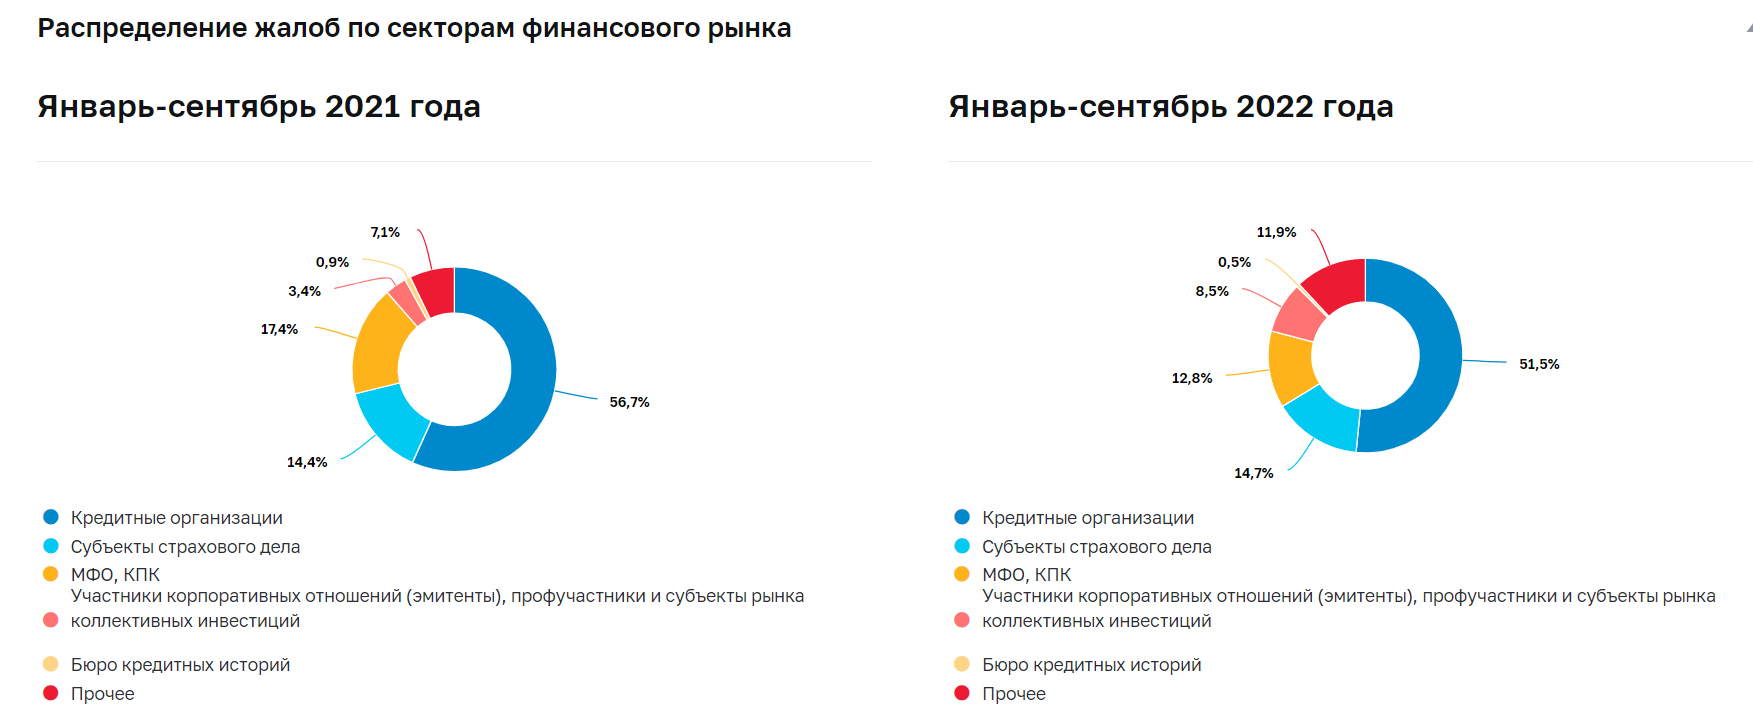 Распределение жалоб по секторам финансового рынка
Январь-сентябрь 2021 года
7,1%
0,9%
3,4%
17,4%
56,7%
14,4%
Кредитные организации
Субъекты страхового дела
МФО, КПК
Участники корпоративных отношений (эмитенты), профучастники и субъекты рынка
коллективных инвестиций
Бюро кредитных историй
Прочее
Январь-сентябрь 2022 года
11,9%
0,5%
8,5%
51,5%
12,8%
14,7%
Кредитные организации
Субъекты страхового дела
МФО, КПК
Участники корпоративных отношений (эмитенты), профучастники и субъекты рынка
коллективных инвестиций
Бюро кредитных историй
Прочее